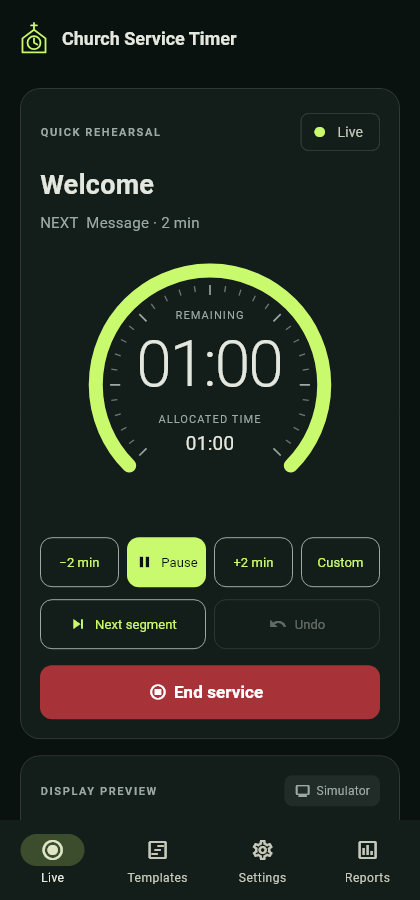 Church Service Timer
QUICK REHEARSAL
Live
Welcome
NEXT Message · 2 min
REMAINING
01:00
ALLOCATED TIME
01:00
−2 min
Pause
+2 min
Custom
Next segment
Undo
End service
DISPLAY PREVIEW
Simulator
Live
Templates
Settings
Reports